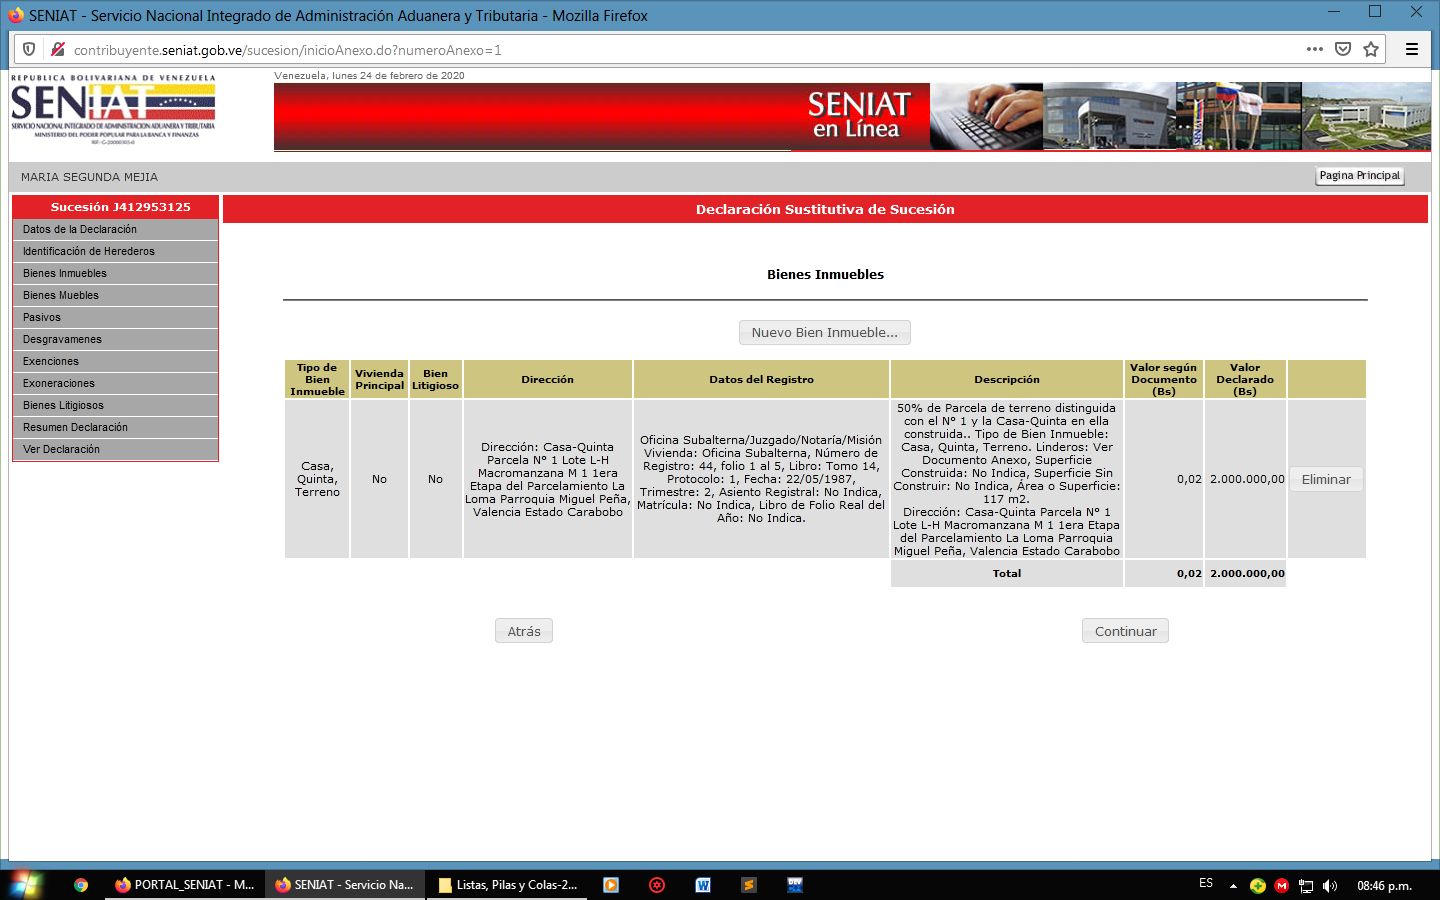 SENIAT - Servicio Nacional Integrado de Administración Aduanera y Tributaria - Mozilla Firefox
contribuyente.seniat.gob.ve/sucesion/inicioAnexo.do?numeroAnexo=1
REPUBLICA BOLIVARIANA DE VENEZUELA
SENIAT
SERVICIO NACIONAL INTEGRADO DE ADMINISTRACION ADUANERA Y TRIBUTARIA
MINISTERIO DEL PODER POPULAR PARA LA BANCA Y FINANZAS
Venezuela, lunes 24 de febrero de 2020
SENIAT
en Línea
MARIA SEGUNDA MEJIA
Pagina Principal
Sucesión J412953125
Datos de la Declaración
Identificación de Herederos
Bienes Inmuebles
Bienes Muebles
Pasivos
Desgravamenes
Exenciones
Exoneraciones
Bienes Litigiosos
Resumen Declaración
Ver Declaración
Declaración Sustitutiva de Sucesión
Bienes Inmuebles
Nuevo Bien Inmueble...
Tipo de
Bien
Inmueble
Vivienda
Principal
Bien
Litigioso
Dirección
Datos del Registro
Descripción
Valor según
Documento
(Bs)
Valor
Declarado
(Bs)
Casa,
Quinta,
Terreno
No
No
Dirección: Casa-Quinta
Parcela N° 1 Lote L-H
Macromanzana M 1 1era
Etapa del Parcelamiento La
Loma Parroquia Miguel Peña,
Valencia Estado Carabobo
Oficina Subalterna/Juzgado/Notaría/Misión
Vivienda: Oficina Subalterna, Número de
Registro: 44, folio 1 al 5, Libro: Tomo 14,
Protocolo: 1, Fecha: 22/05/1987,
Trimestre: 2, Asiento Registral: No Indica,
Matrícula: No Indica, Libro de Folio Real del
Año: No Indica.
50% de Parcela de terreno distinguida
con el N° 1 y la Casa-Quinta en ella
construida.. Tipo de Bien Inmueble:
Casa, Quinta, Terreno. Linderos: Ver
Documento Anexo, Superficie
Construida: No Indica, Superficie Sin
Construir: No Indica, Área o Superficie:
117 m2.
Dirección: Casa-Quinta Parcela N° 1
Lote L-H Macromanzana M 1 1era Etapa
del Parcelamiento La Loma Parroquia
Miguel Peña, Valencia Estado Carabobo
0,02
2.000.000,00
Eliminar
Total
0,02
2.000.000,00
Atrás
Continuar
PORTAL_SENIAT - M...
SENIAT - Servicio Na...
Listas, Pilas y Colas-2...
ES
08:46 p.m.